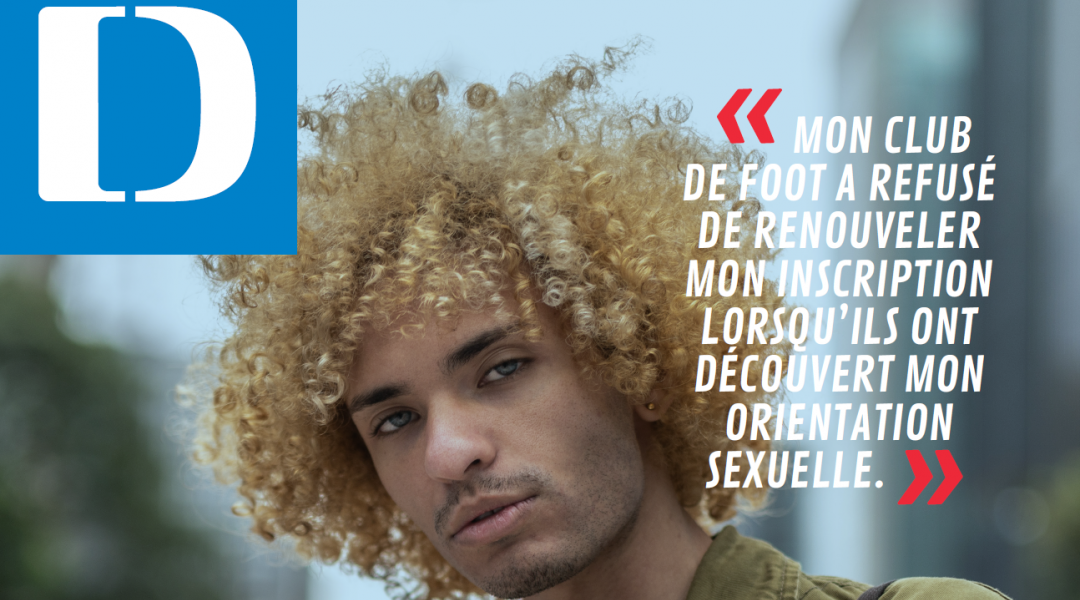 D
« MON CLUB
DE FOOT A REFUSÉ
DE RENOUVELER
MON INSCRIPTION
LORSQU’ILS ONT
DÉCOUVERT MON
ORIENTATION
SEXUELLE. »